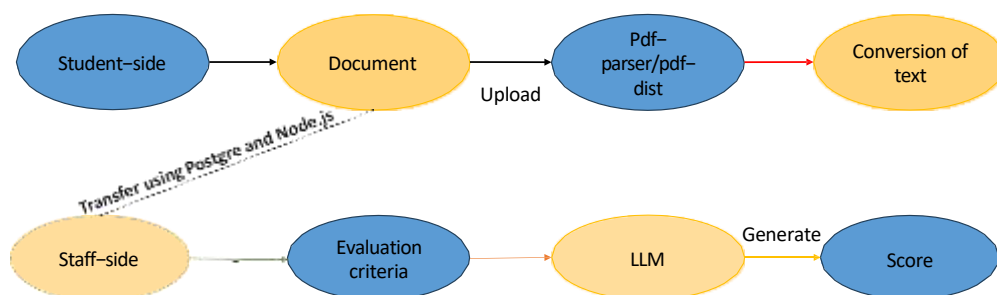 Student-side
Document
Upload
Pdf-
parser/pdf-
dist
Conversion of
text
Transfer using Postgre and Node.js
Staff-side
Evaluation
criteria
LLM
Generate
Score